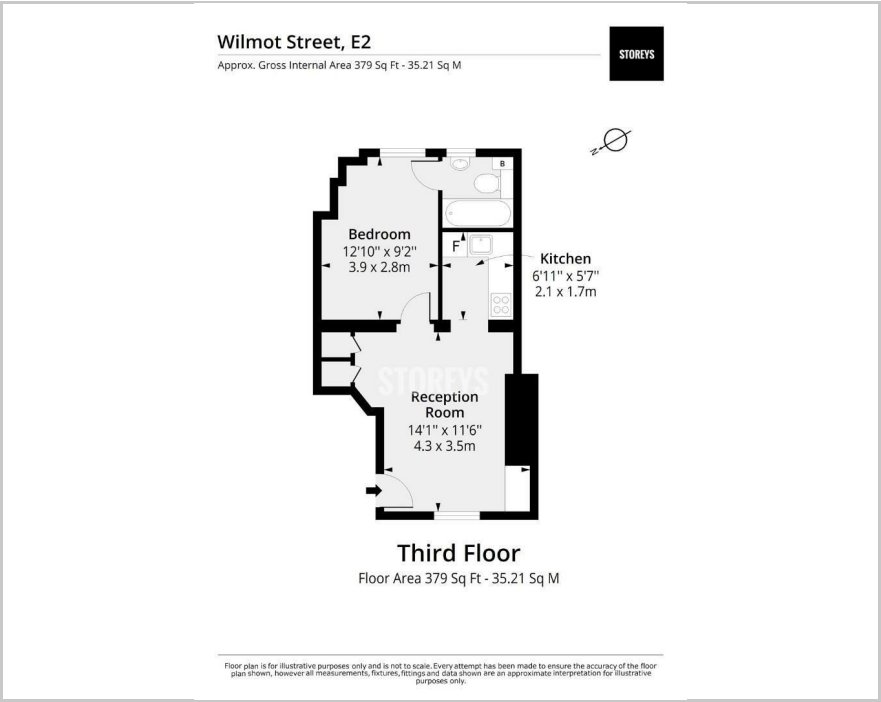 Wilmot Street, E2
Approx. Gross Internal Area 379 Sq Ft - 35.21 Sq M
STOREYS
N
B
Bedroom
12'10" x 9'2"
3.9 x 2.8m
F
Kitchen
6'11" x 5'7"
2.1 x 1.7m
STOREYS
Reception
Room
14'1" x 11'6"
4.3 x 3.5m
Third Floor
Floor Area 379 Sq Ft - 35.21 Sq M
Floor plan is for illustrative purposes only and is not to scale. Every attempt has been made to ensure the accuracy of the floor
plan shown, however all measurements, fixtures, fittings and data shown are an approximate interpretation for illustrative
purposes only.